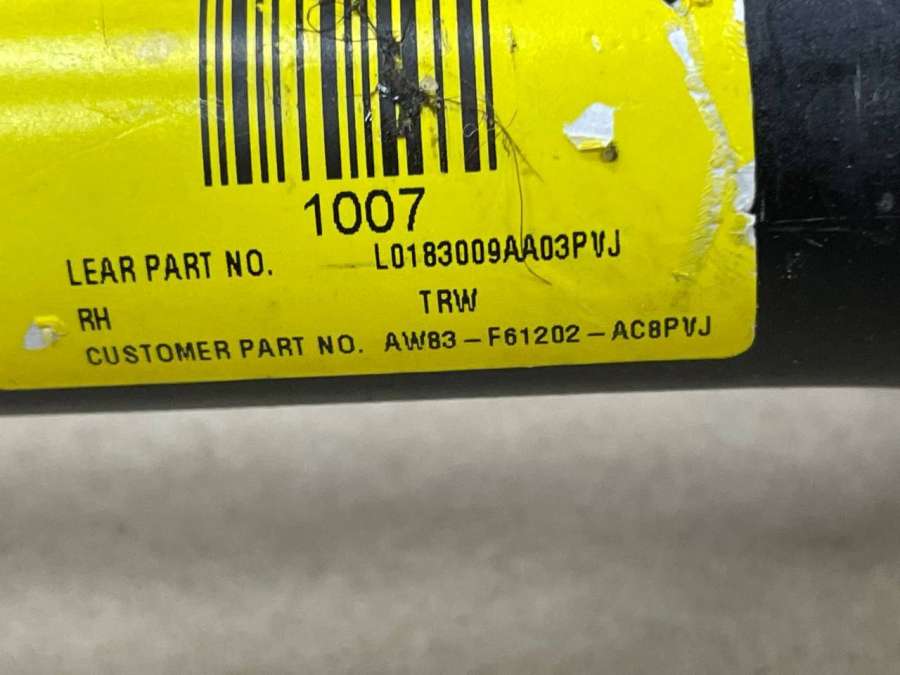 1007
LEAR PART NO. L0183009AA03PVJ
RH TRW
CUSTOMER PART NO. AW83-F61202-AC8PVJ